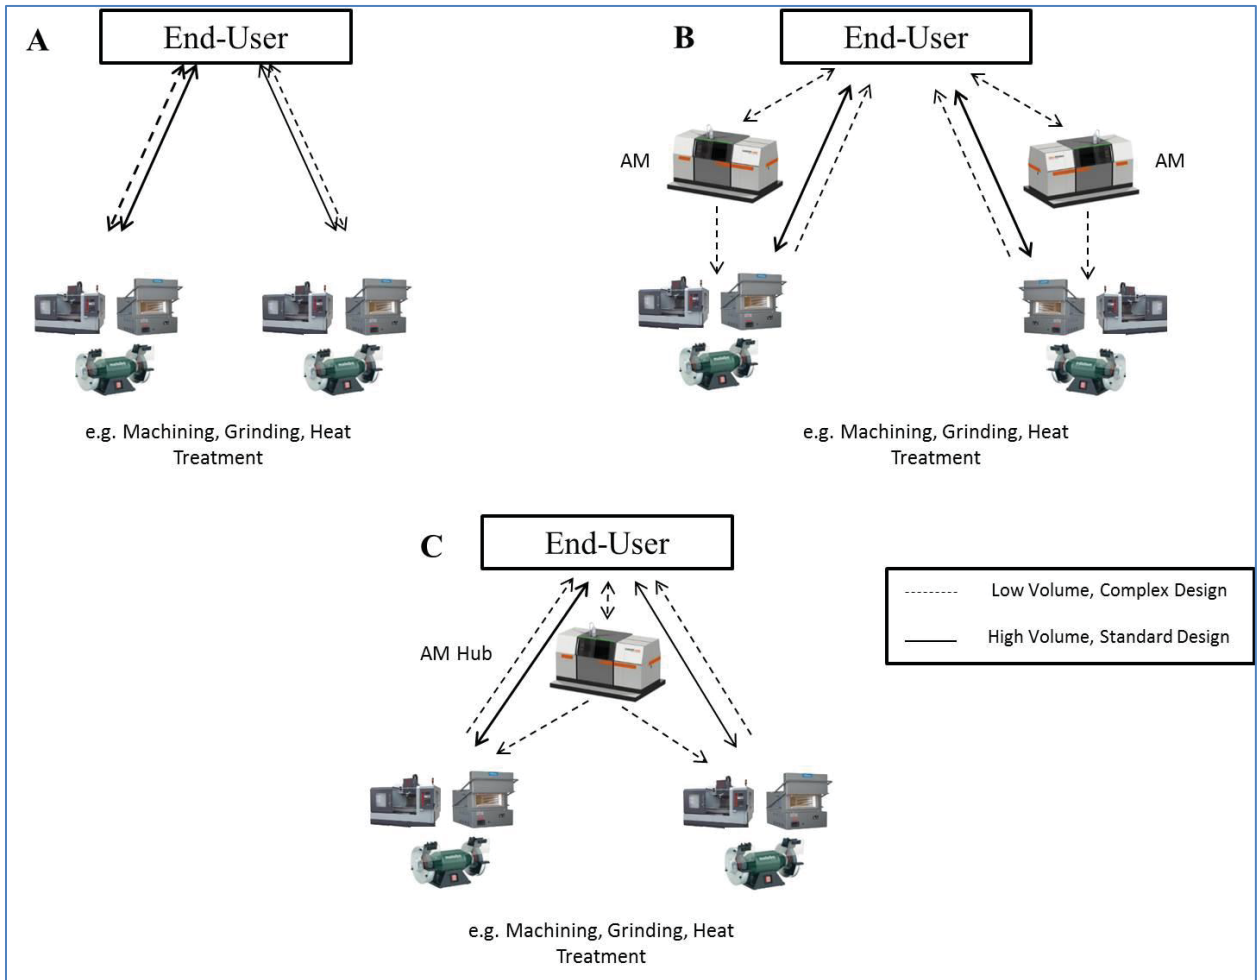 A
End-User
e.g. Machining, Grinding, Heat
Treatment
B
End-User
AM
AM
e.g. Machining, Grinding, Heat
Treatment
C
End-User
AM Hub
e.g. Machining, Grinding, Heat
Treatment
Low Volume, Complex Design
High Volume, Standard Design